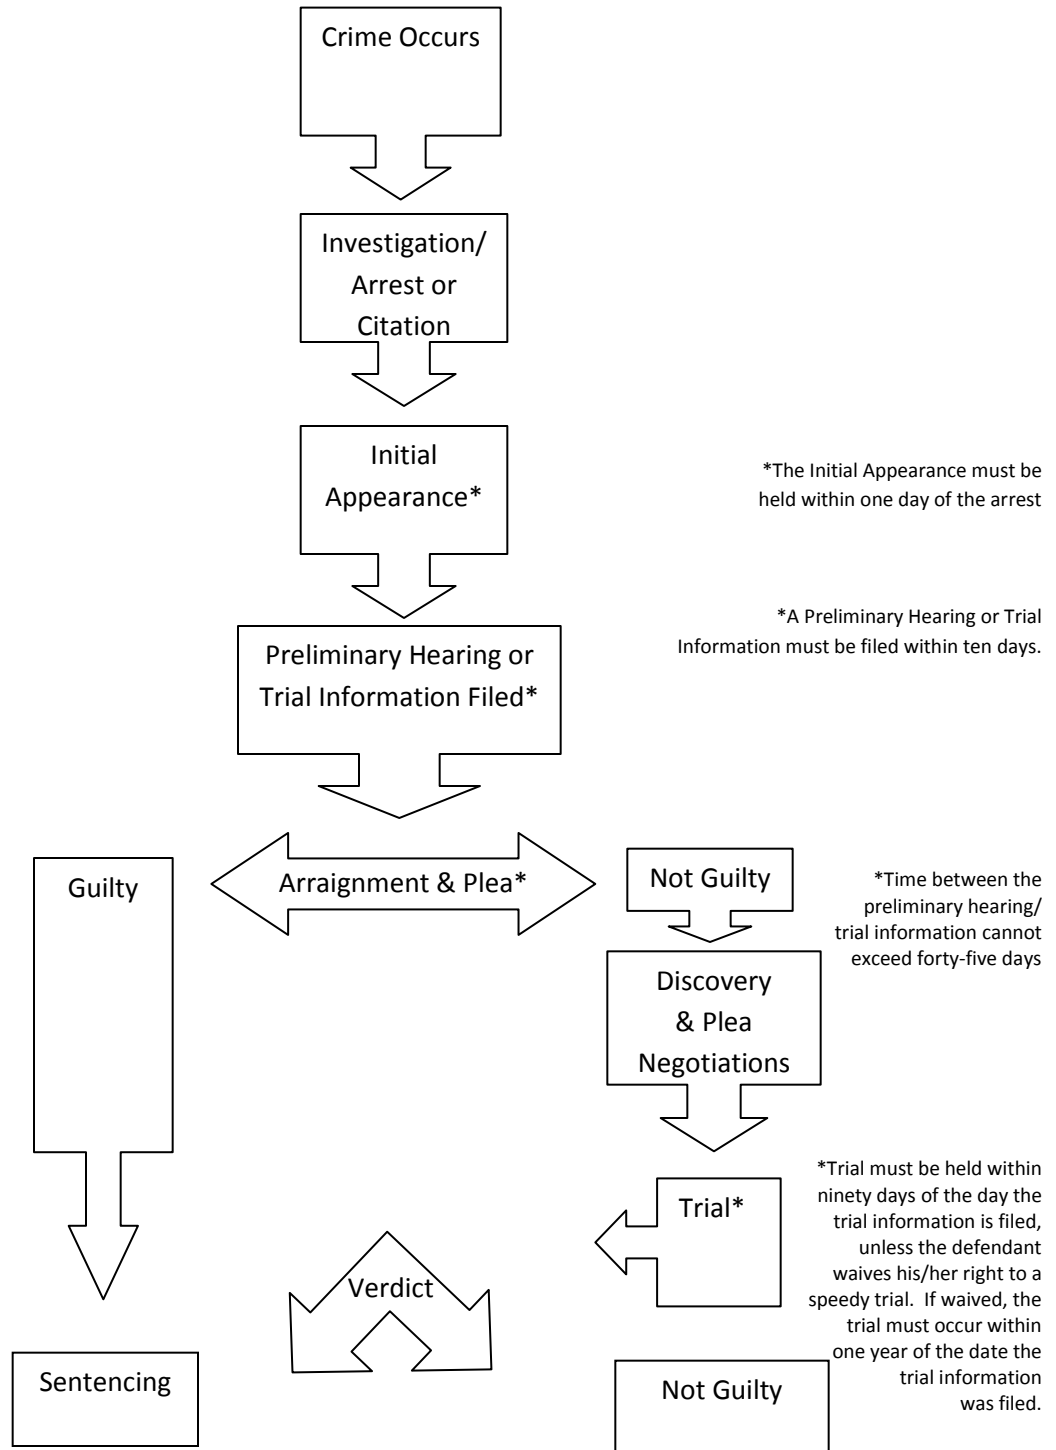 Crime Occurs
Investigation/
Arrest or
Citation
Initial
Appearance*
*The Initial Appearance must be
held within one day of the arrest
*A Preliminary Hearing or Trial
Information must be filed within ten days.
Preliminary Hearing or
Trial Information Filed*
Guilty
Arraignment & Plea*
Not Guilty
*Time between the
preliminary hearing/
trial information cannot
exceed forty-five days
Discovery
& Plea
Negotiations
Trial*
*Trial must be held within
ninety days of the day the
trial information is filed,
unless the defendant
waives his/her right to a
speedy trial.  If waived, the
trial must occur within
one year of the date the
trial information
was filed.
Verdict
Sentencing
Not Guilty